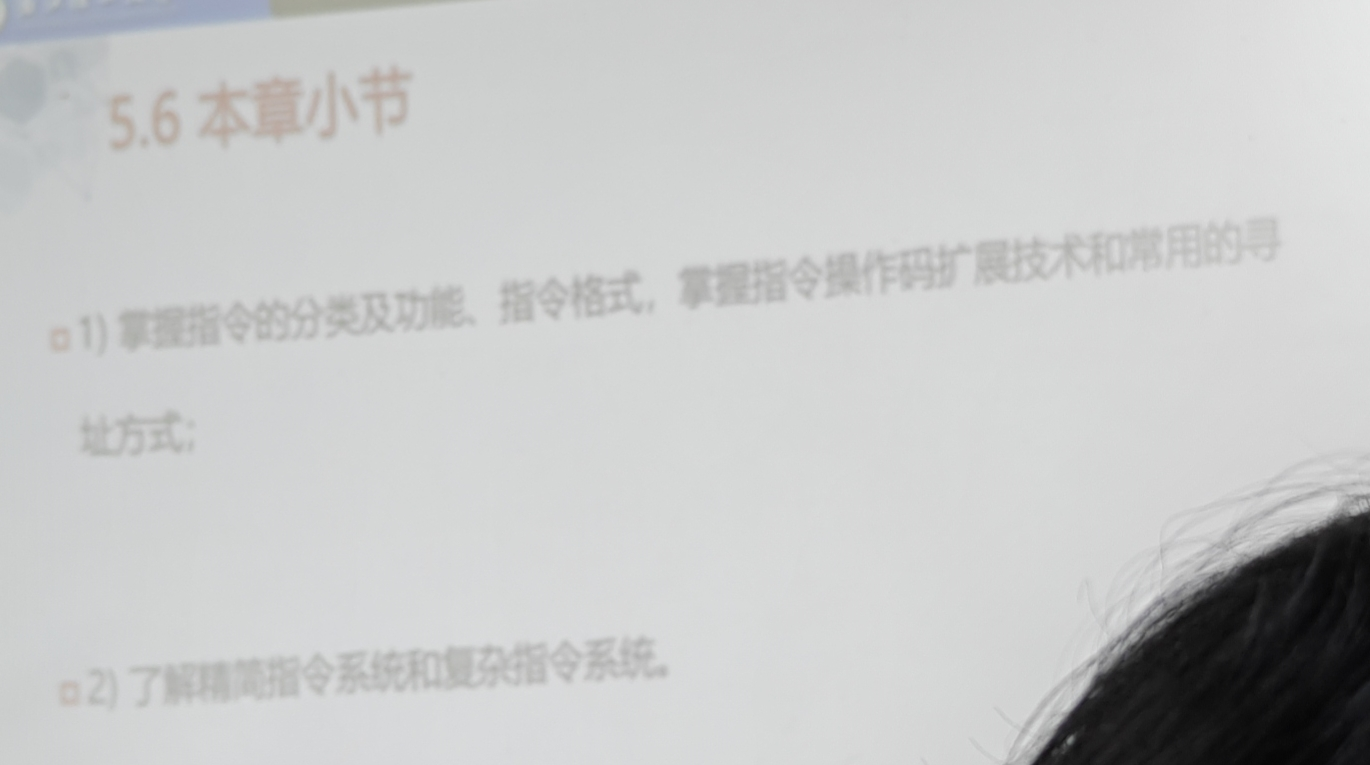 5.6 本章小节
1) 掌握指令的分类及功能、指令格式，掌握指令操作码扩展技术和常用的寻
址方式；
2) 了解精简指令系统和复杂指令系统。